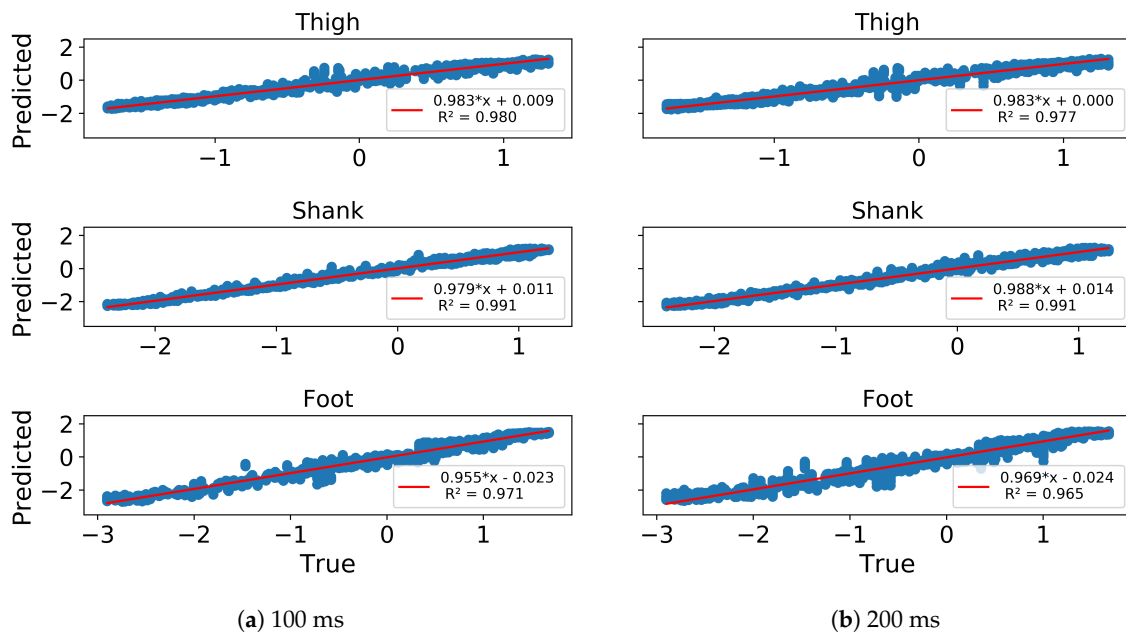 Thigh
Predicted
2
0
−2
0.983*x + 0.009
R² = 0.980
−1
0
1
Shank
Predicted
2
0
−2
0.979*x + 0.011
R² = 0.991
−2
−1
0
1
Foot
Predicted
2
0
−2
0.955*x - 0.023
R² = 0.971
−3
−2
−1
0
1
True
(a) 100 ms
Thigh
0.983*x + 0.000
R² = 0.977
−1
0
1
Shank
0.988*x + 0.014
R² = 0.991
−2
−1
0
1
Foot
0.969*x - 0.024
R² = 0.965
−3
−2
−1
0
1
True
(b) 200 ms